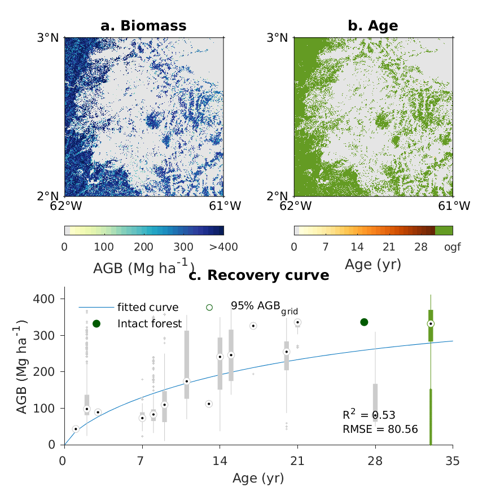 a. Biomass
b. Age
3°N
3°N
2°N
2°N
62°W 61°W
62°W 61°W
0 100 200 300 >400
AGB (Mg ha⁻¹)
0 7 14 21 28 ogf
Age (yr)
c. Recovery curve
AGB (Mg ha⁻¹)
400
300
200
100
0
fitted curve
95% AGB_grid
Intact forest
R² = 0.53
RMSE = 80.56
0 7 14 21 28 35
Age (yr)